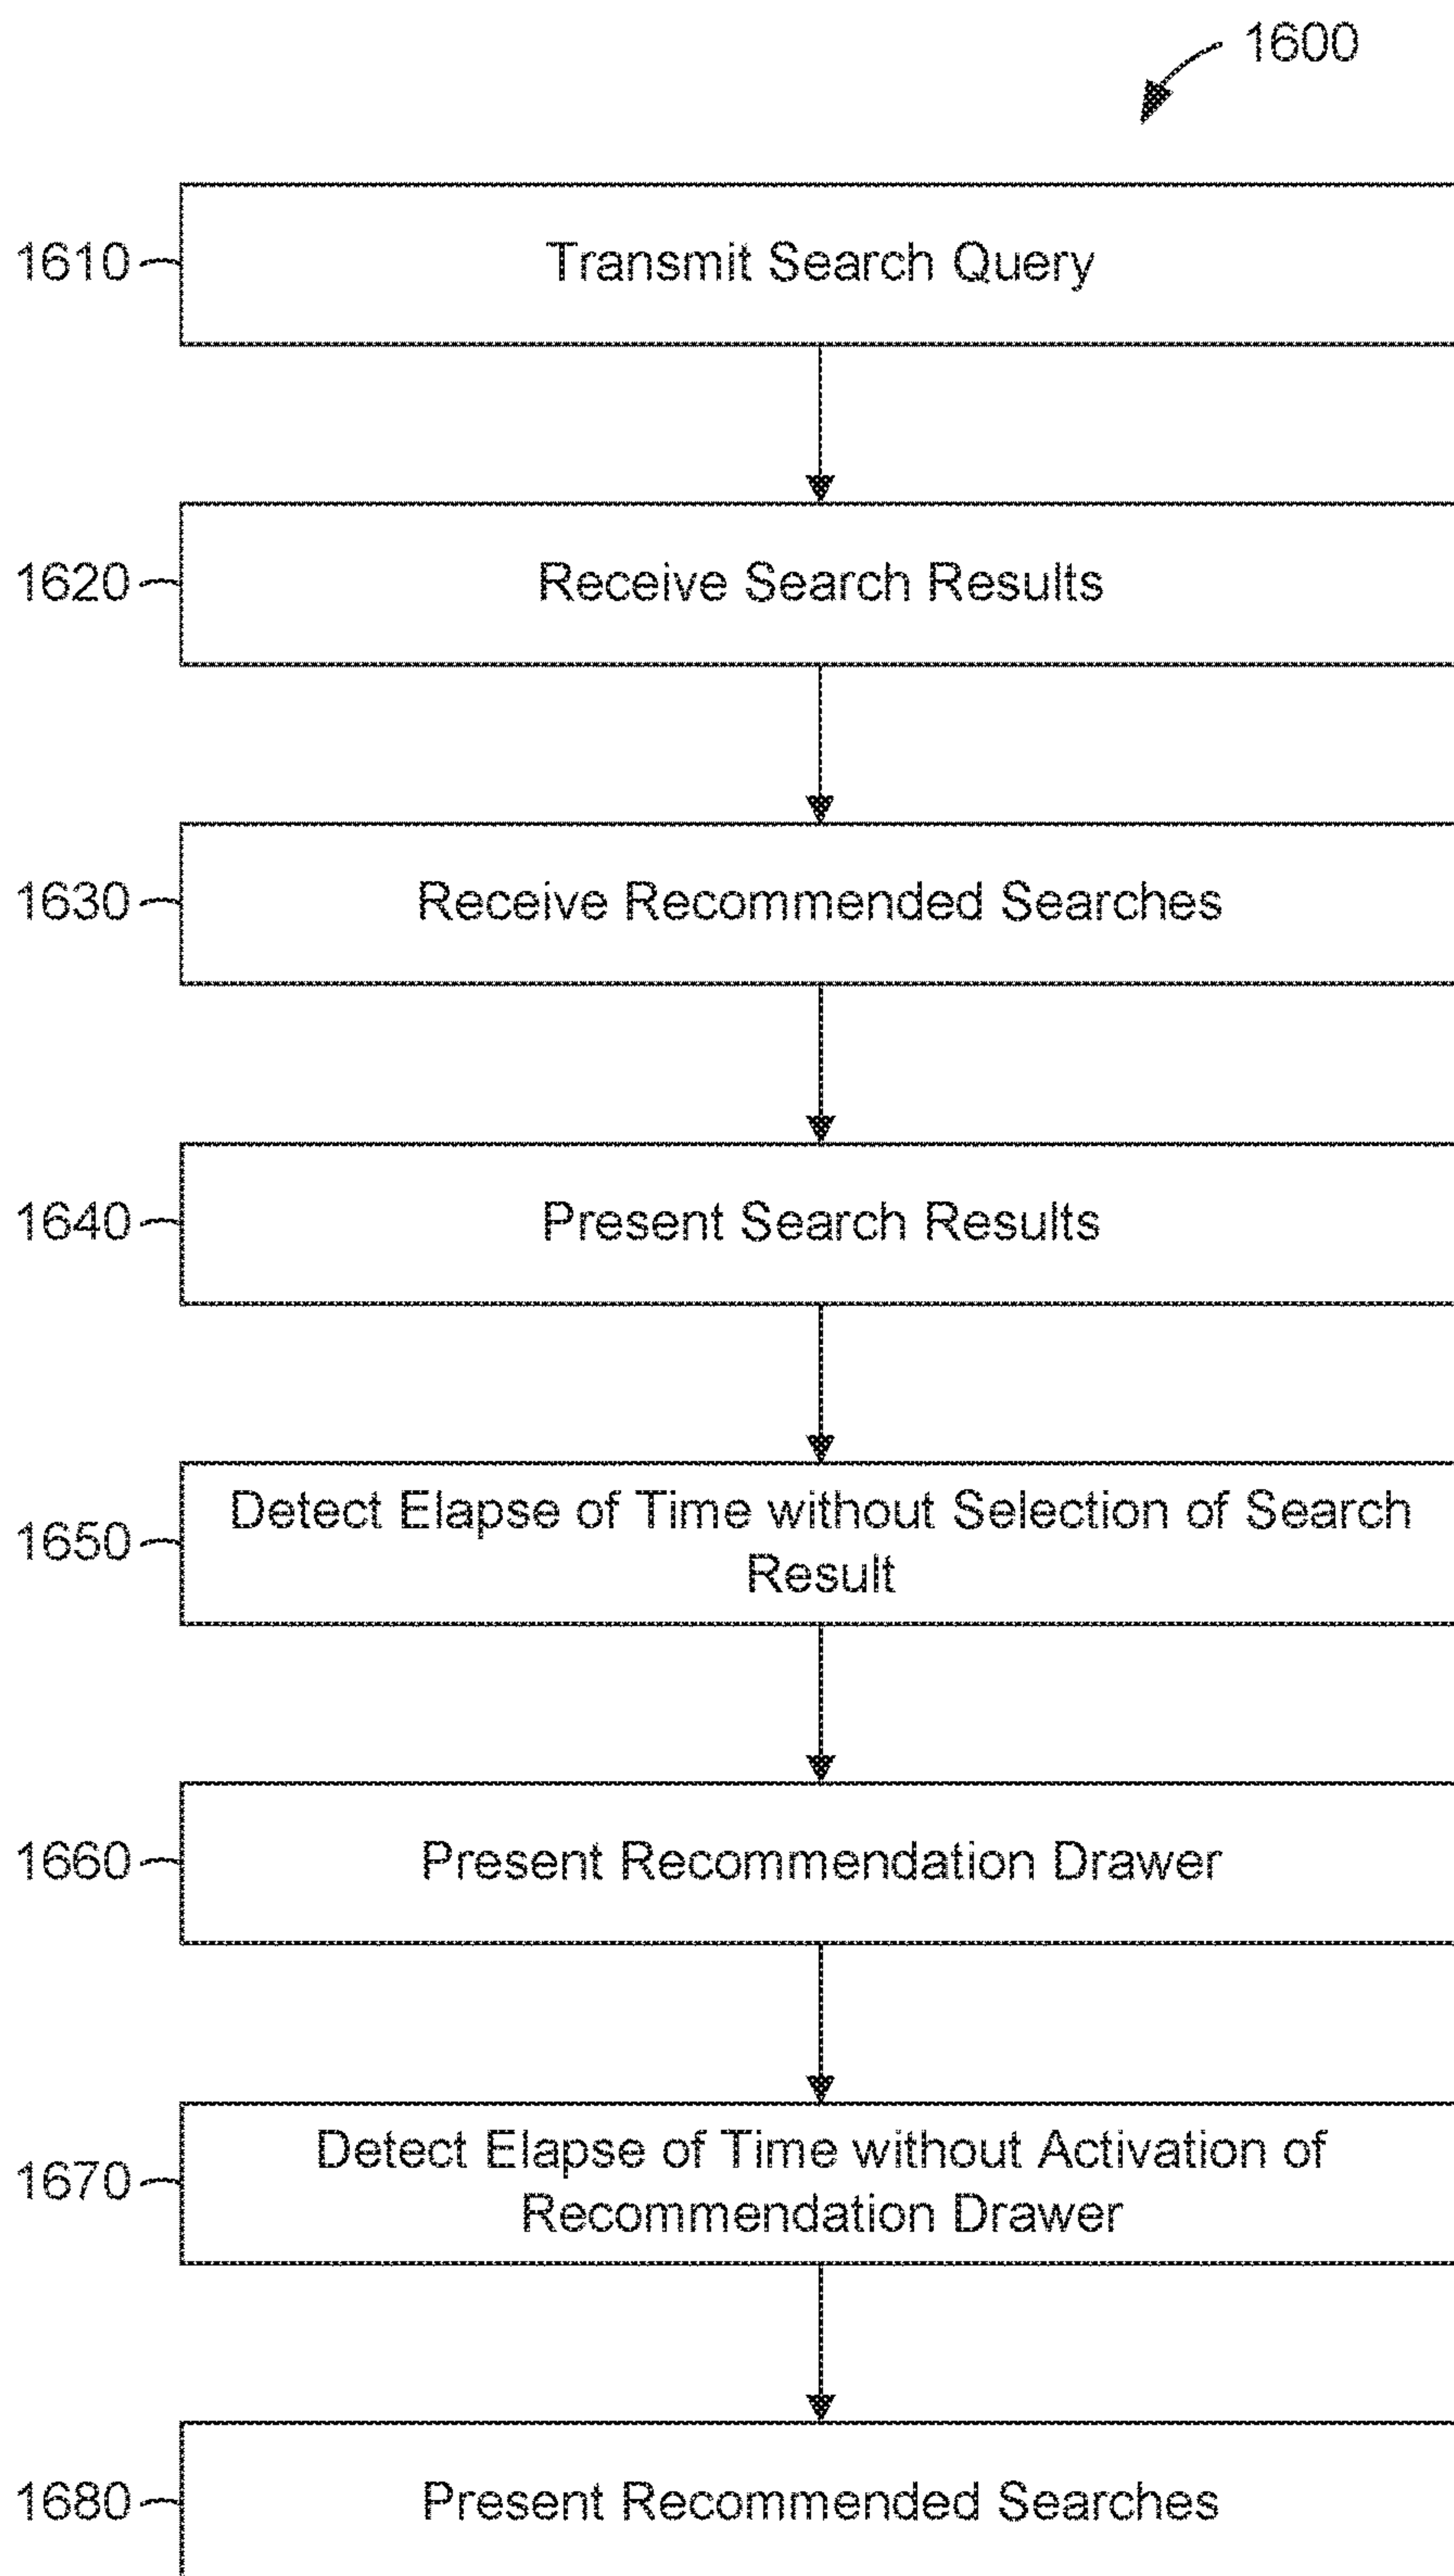 1600
1610
Transmit Search Query
1620
Receive Search Results
1630
Receive Recommended Searches
1640
Present Search Results
1650
Detect Elapse of Time without Selection of Search
Result
1660
Present Recommendation Drawer
1670
Detect Elapse of Time without Activation of
Recommendation Drawer
1680
Present Recommended Searches